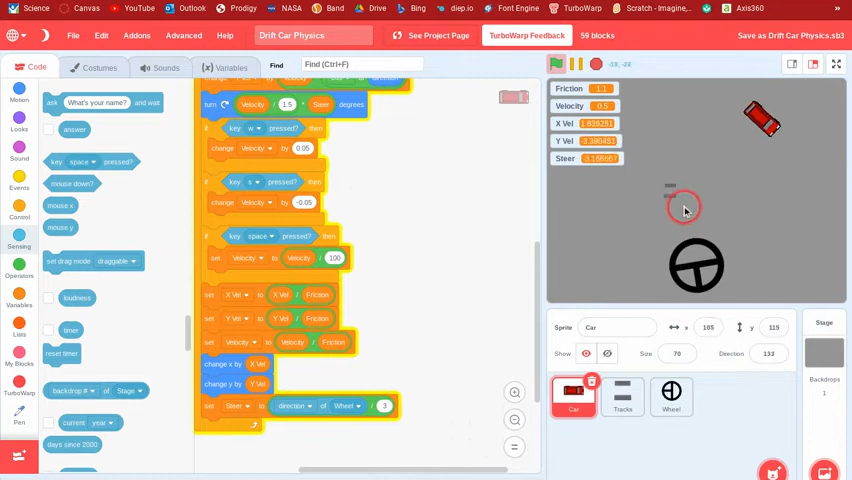 Science Canvas YouTube Outlook Prodigy NASA Band Drive Bing diep.io Font Engine TurboWarp Scratch - Imagine,... Ava Axis360
File Edit Addons Advanced Drift Car Physics See Project Page TurboWarp Feedback 59 blocks Save as Drift Car Physics.sb3
Code Costumes Sounds Variables Find Find (Ctrl+F) -19, -26
Motion
Looks
Sound
Events
Control
Sensing
Operators
Variables
Lists
My Blocks
TurboWarp
Pen
ask What's your name? and wait
answer
key space pressed?
mouse down?
mouse x
mouse y
set drag mode draggable
loudness
timer
reset timer
backdrop # of Stage
current year
days since 2000
turn Velocity / 1.5 * Steer degrees
if key w pressed? then
change Velocity by 0.05
if key s pressed? then
change Velocity by -0.05
if key space pressed? then
set Velocity to Velocity / 100
set X Vel to X Vel / Friction
set Y Vel to Y Vel / Friction
set Velocity to Velocity / Friction
change x by X Vel
change y by Y Vel
set Steer to direction of Wheel / 3
Friction 1.1
Velocity 0.5
X Vel
Y Vel
Steer
Sprite Car x 105 y 115
Show Size 70 Direction 133
Car
Tracks
Wheel
Stage
Backdrops
1